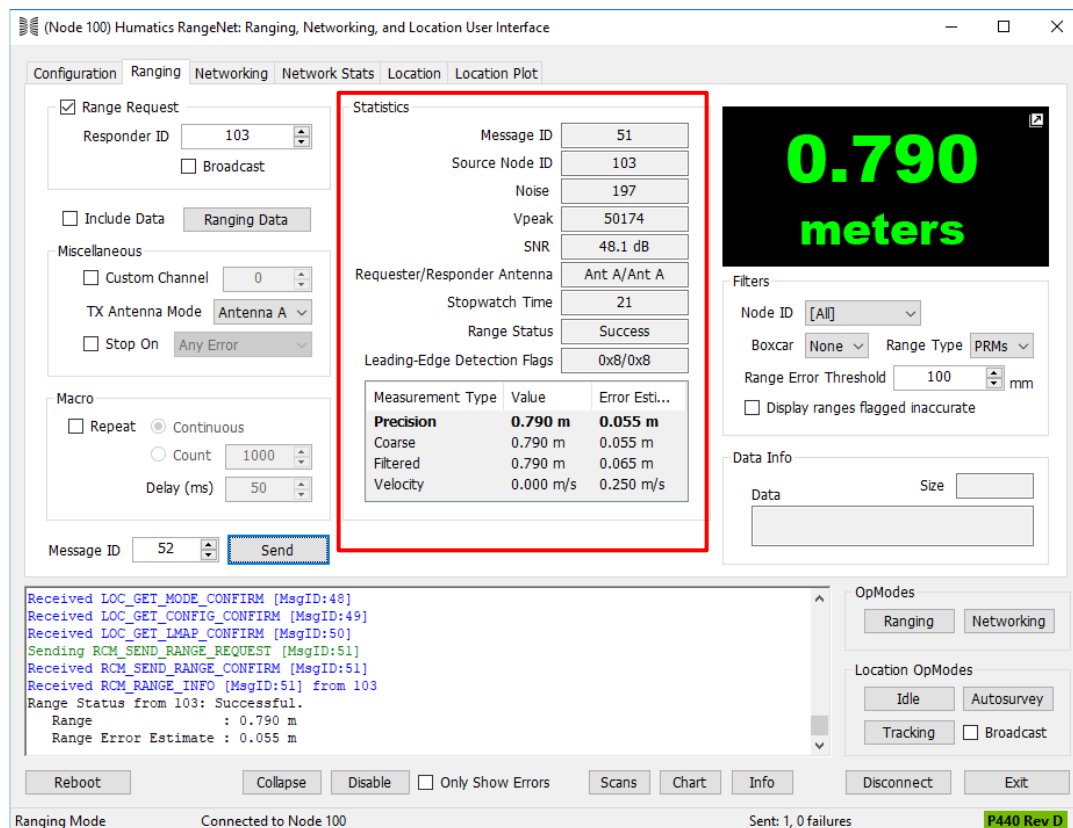 (Node 100) Humatics RangeNet: Ranging, Networking, and Location User Interface
Configuration Ranging Networking Network Stats Location Location Plot
Range Request
Responder ID 103
Broadcast
Include Data Ranging Data
Miscellaneous
Custom Channel 0
TX Antenna Mode Antenna A
Stop On Any Error
Macro
Repeat Continuous
Count 1000
Delay (ms) 50
Message ID 52 Send
Statistics
Message ID 51
Source Node ID 103
Noise 197
Vpeak 50174
SNR 48.1 dB
Requester/Responder Antenna Ant A/Ant A
Stopwatch Time 21
Range Status Success
Leading-Edge Detection Flags 0x8/0x8
Measurement Type Value Error Esti...
Precision 0.790 m 0.055 m
Coarse 0.790 m 0.055 m
Filtered 0.790 m 0.065 m
Velocity 0.000 m/s 0.250 m/s
0.790
meters
Filters
Node ID [All]
Boxcar None Range Type PRMs
Range Error Threshold 100 mm
Display ranges flagged inaccurate
Data Info
Data Size
Received LOC_GET_MODE_CONFIRM [MsgID:48]
Received LOC_GET_CONFIG_CONFIRM [MsgID:49]
Received LOC_GET_LMAP_CONFIRM [MsgID:50]
Sending RCM_SEND_RANGE_REQUEST [MsgID:51]
Received RCM_SEND_RANGE_CONFIRM [MsgID:51]
Received RCM_RANGE_INFO [MsgID:51] from 103
Range Status from 103: Successful.
Range : 0.790 m
Range Error Estimate : 0.055 m
OpModes
Ranging Networking
Location OpModes
Idle Autosurvey
Tracking Broadcast
Reboot Collapse Disable Only Show Errors Scans Chart Info Disconnect Exit
Ranging Mode Connected to Node 100 Sent: 1, 0 failures P440 Rev D